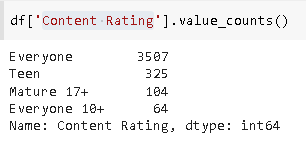 df['Content Rating'].value_counts()
Everyone 3507
Teen 325
Mature 17+ 104
Everyone 10+ 64
Name: Content Rating, dtype: int64